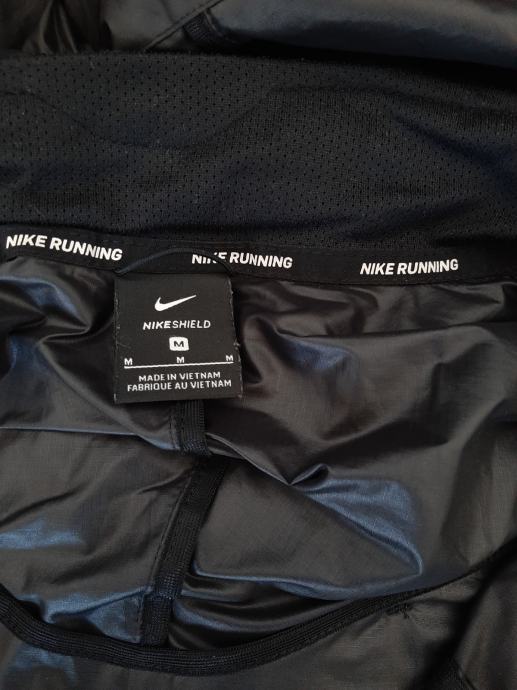 NIKE RUNNING NIKE RUNNING NIKE RUNNING
NIKESHIELD
M
M M M
MADE IN VIETNAM
FABRIQUE AU VIETNAM